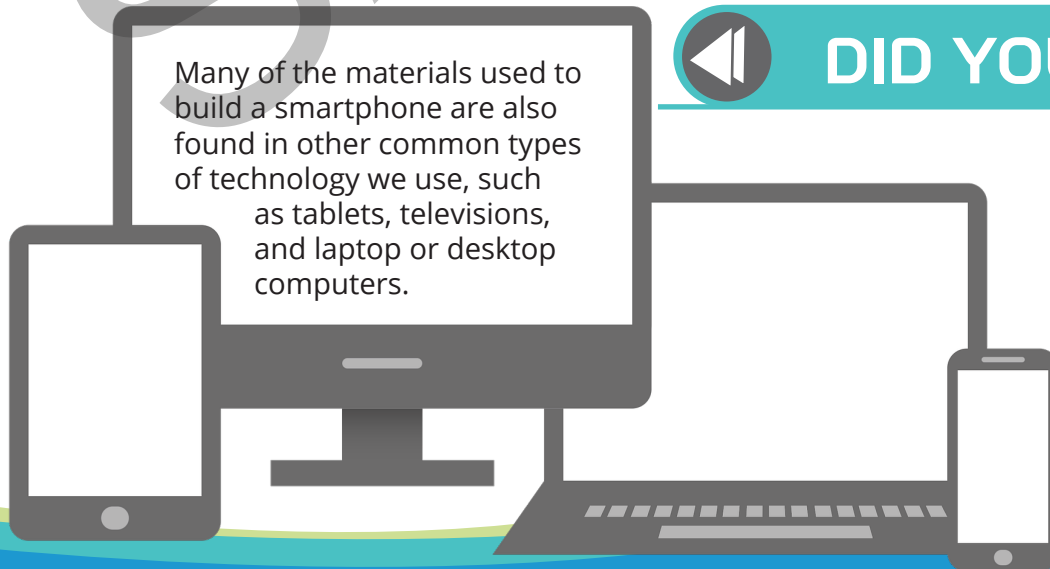 Many of the materials used to
build a smartphone are also
found in other common types
of technology we use, such
as tablets, televisions,
and laptop or desktop
computers.
DID YOU